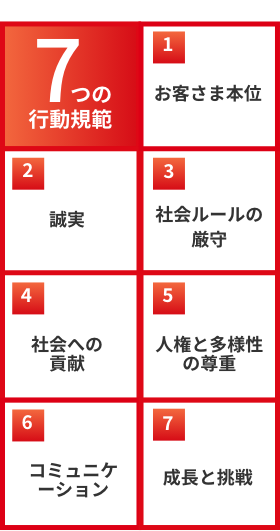 7つの
行動規範
1
お客さま本位
2
誠実
3
社会ルールの
厳守
4
社会への
貢献
5
人権と多様性
の尊重
6
コミュニケ
ーション
7
成長と挑戦